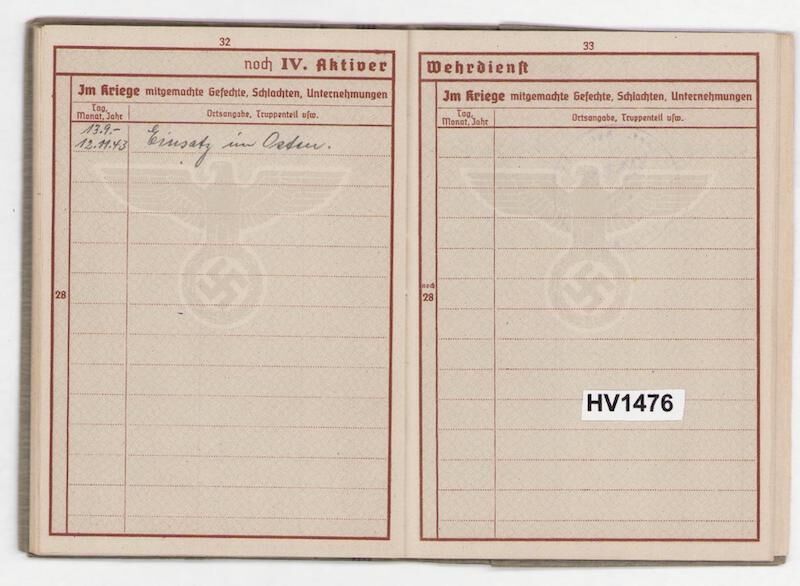 32
noch IV. Aktiver
Im Kriege mitgemachte Gefechte, Schlachten, Unternehmungen
Tag,
Monat, Jahr
Ortsangabe, Truppenteil usw.
13.9.-
12.11.43
Einsatz im Osten.
28
33
Wehrdienst
Im Kriege mitgemachte Gefechte, Schlachten, Unternehmungen
Tag,
Monat, Jahr
Ortsangabe, Truppenteil usw.
noch
28
HV1476